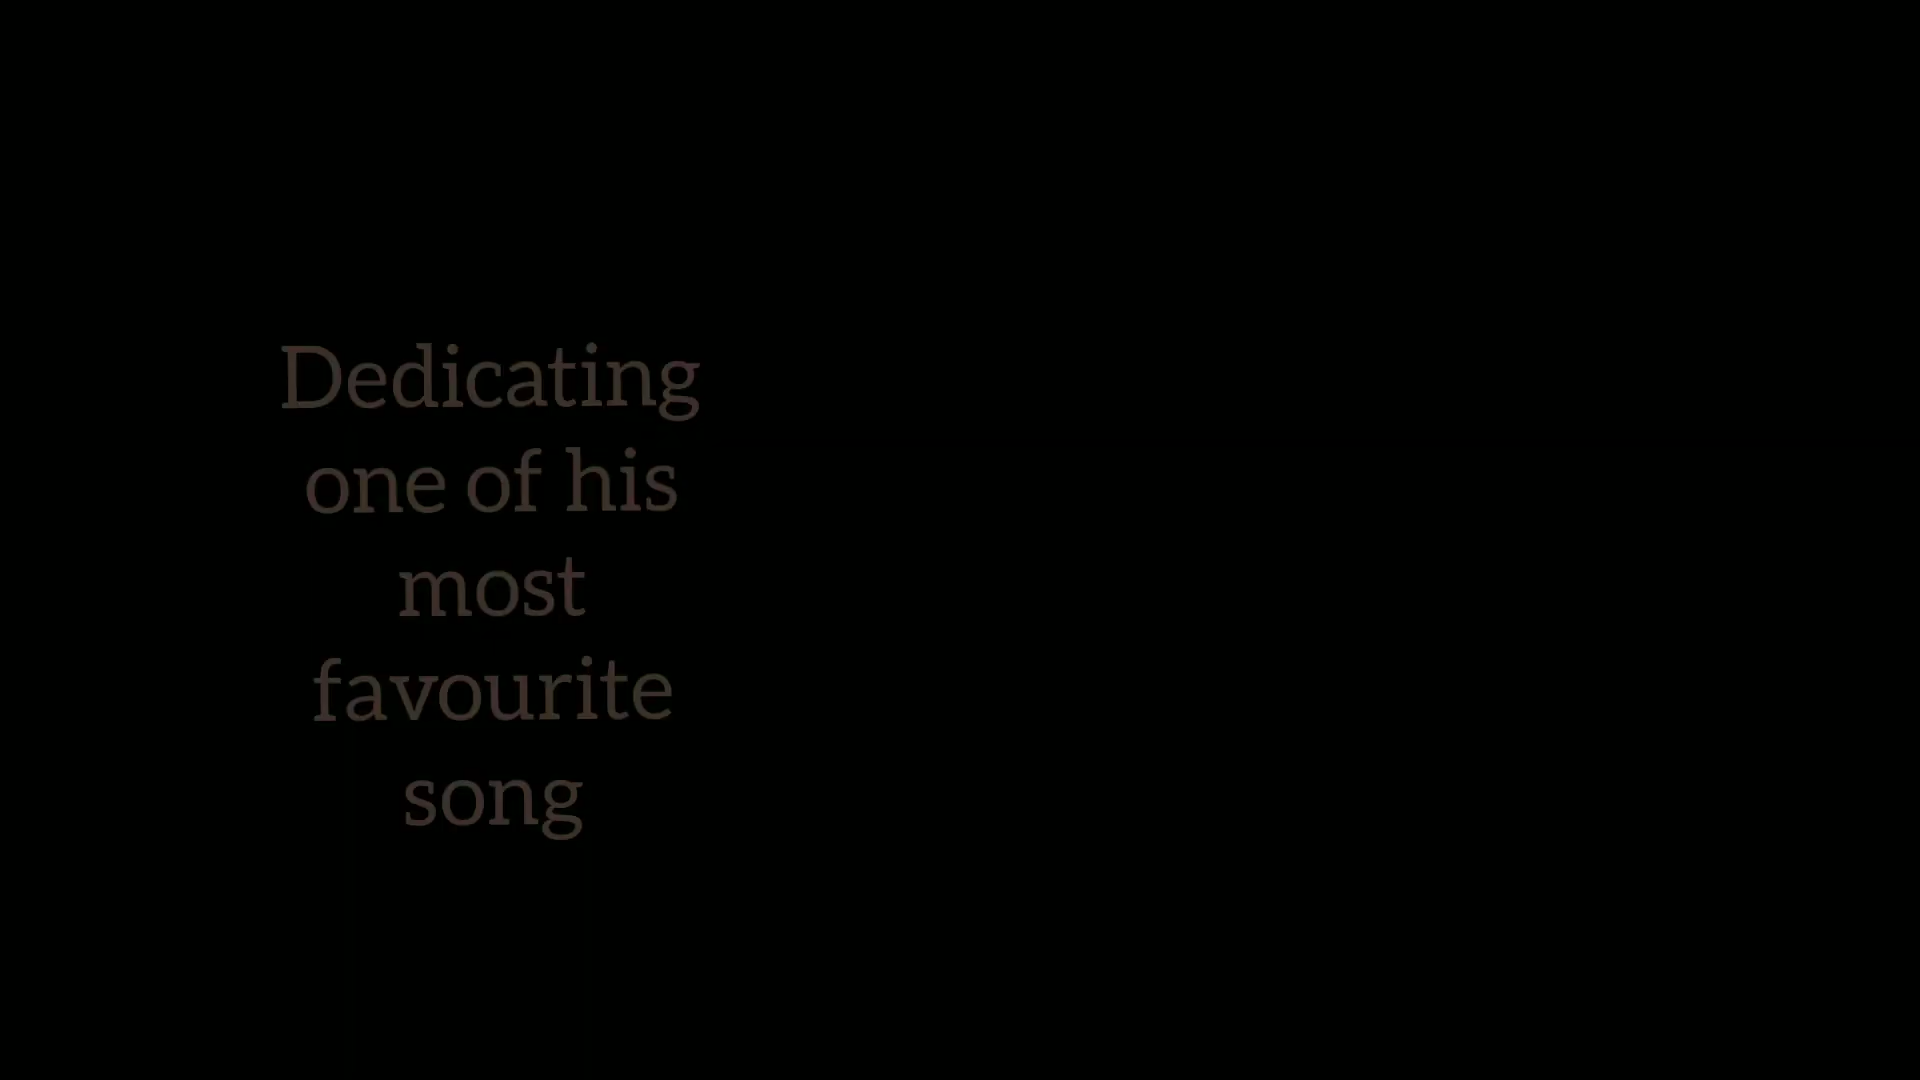 Dedicating
one of his
most
favourite
song